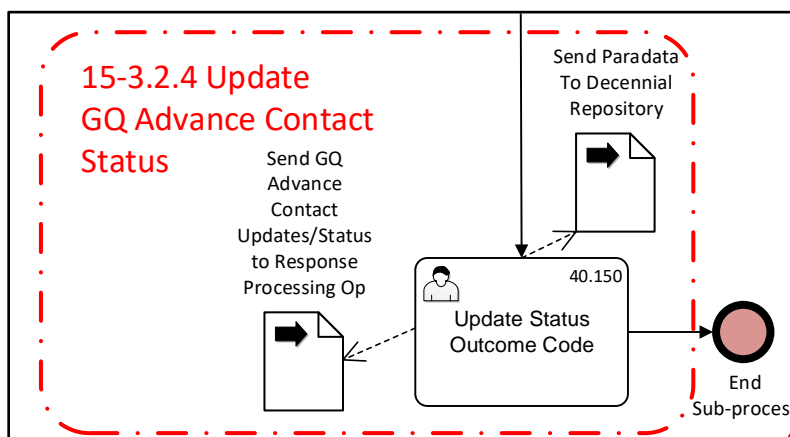 15-3.2.4 Update
GQ Advance Contact
Status
Send Paradata
To Decennial
Repository
Send GQ
Advance
Contact
Updates/Status
to Response
Processing Op
40.150
Update Status
Outcome Code
End
Sub-proces